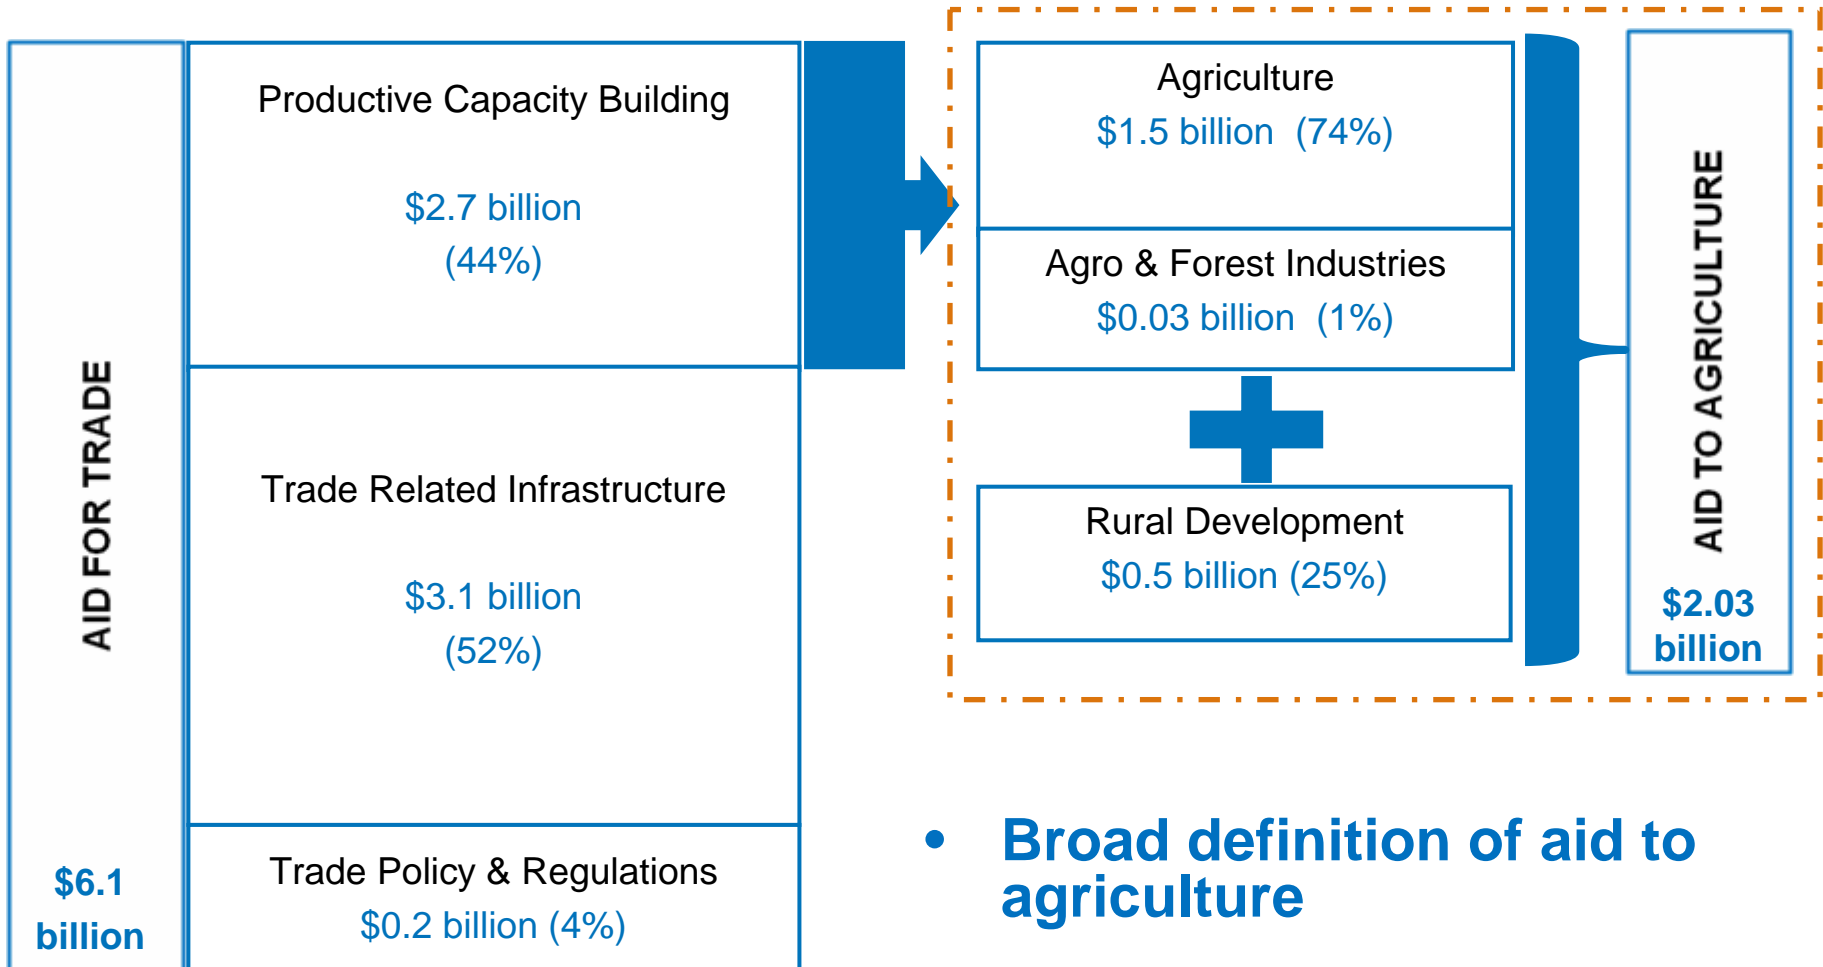 AID FOR TRADE
$6.1
billion
Productive Capacity Building
$2.7 billion
(44%)
Trade Related Infrastructure
$3.1 billion
(52%)
Trade Policy & Regulations
$0.2 billion (4%)
Agriculture
$1.5 billion (74%)
Agro & Forest Industries
$0.03 billion (1%)
Rural Development
$0.5 billion (25%)
AID TO AGRICULTURE
$2.03
billion
• Broad definition of aid to
agriculture